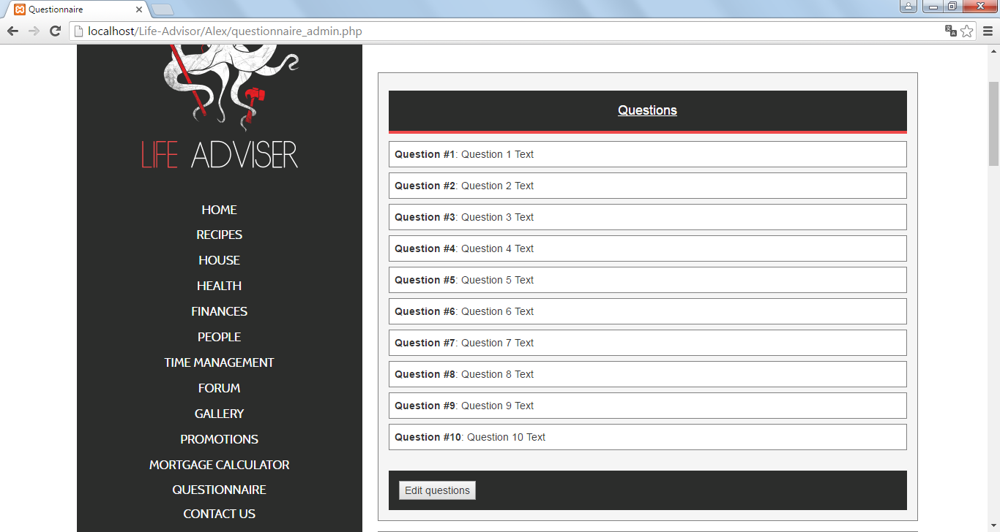 Questionnaire
localhost/Life-Advisor/Alex/questionnaire_admin.php
LIFE ADVISER
HOME
RECIPES
HOUSE
HEALTH
FINANCES
PEOPLE
TIME MANAGEMENT
FORUM
GALLERY
PROMOTIONS
MORTGAGE CALCULATOR
QUESTIONNAIRE
CONTACT US
Questions
Question #1: Question 1 Text
Question #2: Question 2 Text
Question #3: Question 3 Text
Question #4: Question 4 Text
Question #5: Question 5 Text
Question #6: Question 6 Text
Question #7: Question 7 Text
Question #8: Question 8 Text
Question #9: Question 9 Text
Question #10: Question 10 Text
Edit questions